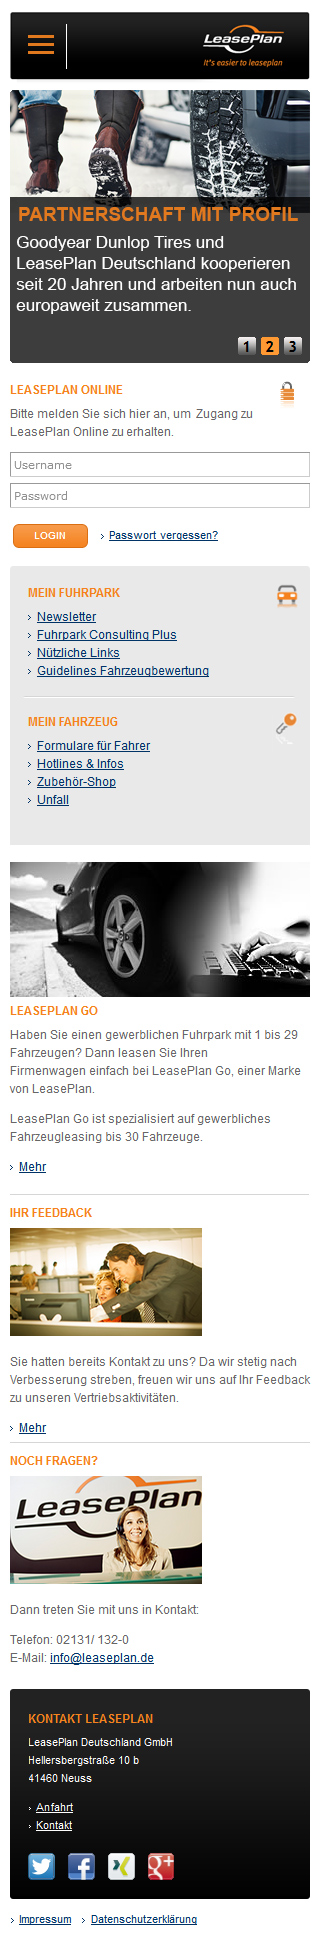 LeasePlan
It's easier to leaseplan
PARTNERSCHAFT MIT PROFIL
Goodyear Dunlop Tires und
LeasePlan Deutschland kooperieren
seit 20 Jahren und arbeiten nun auch
europaweit zusammen.
1 2 3
LEASEPLAN ONLINE
Bitte melden Sie sich hier an, um Zugang zu
LeasePlan Online zu erhalten.
Username
Password
LOGIN
Passwort vergessen?
MEIN FUHRPARK
Newsletter
Fuhrpark Consulting Plus
Nützliche Links
Guidelines Fahrzeugbewertung
MEIN FAHRZEUG
Formulare für Fahrer
Hotlines & Infos
Zubehör-Shop
Unfall
LEASEPLAN GO
Haben Sie einen gewerblichen Fuhrpark mit 1 bis 29
Fahrzeugen? Dann leasen Sie Ihren
Firmenwagen einfach bei LeasePlan Go, einer Marke
von LeasePlan.
LeasePlan Go ist spezialisiert auf gewerbliches
Fahrzeugleasing bis 30 Fahrzeuge.
Mehr
IHR FEEDBACK
Sie hatten bereits Kontakt zu uns? Da wir stetig nach
Verbesserung streben, freuen wir uns auf Ihr Feedback
zu unseren Vertriebsaktivitäten.
Mehr
NOCH FRAGEN?
LeasePlan
Dann treten Sie mit uns in Kontakt:
Telefon: 02131/ 132-0
E-Mail: info@leaseplan.de
KONTAKT LEASEPLAN
LeasePlan Deutschland GmbH
Hellersbergstraße 10 b
41460 Neuss
Anfahrt
Kontakt
Impressum
Datenschutzerklärung